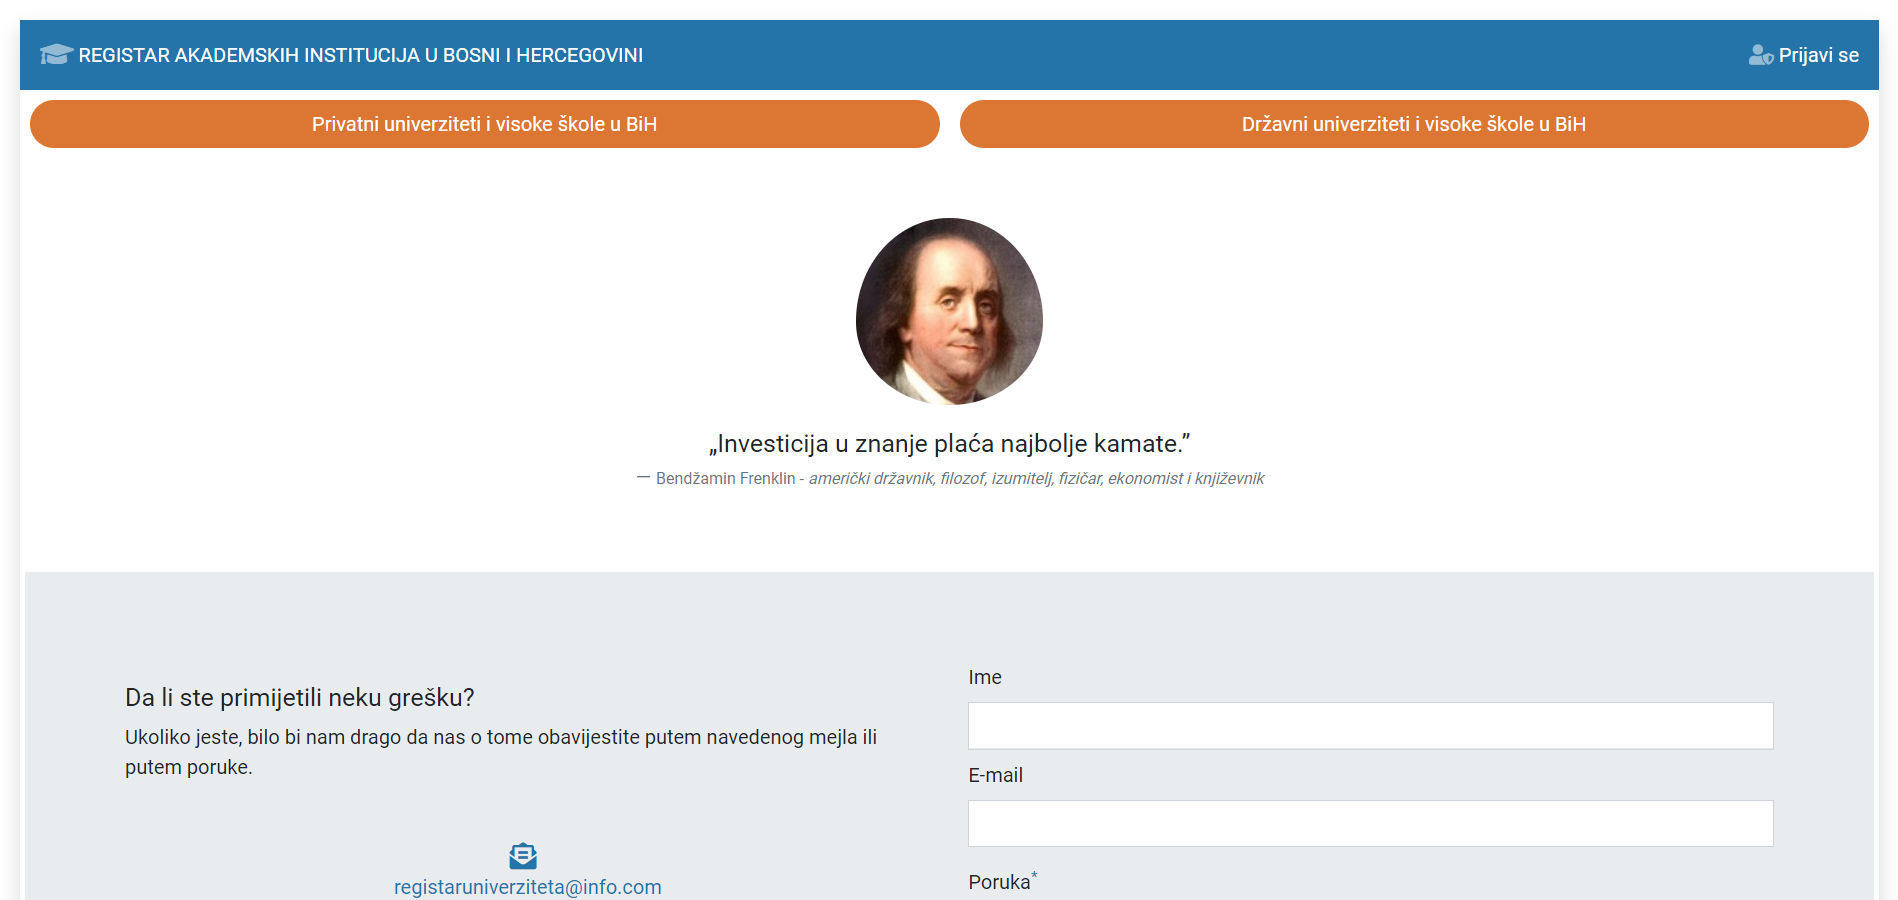 REGISTAR AKADEMSKIH INSTITUCIJA U BOSNI I HERCEGOVINI
Prijavi se
Privatni univerziteti i visoke škole u BiH
Državni univerziteti i visoke škole u BiH
„Investicija u znanje plaća najbolje kamate.”
— Bendžamin Frenklin - američki državnik, filozof, izumitelj, fizičar, ekonomist i književnik
Da li ste primijetili neku grešku?
Ukoliko jeste, bilo bi nam drago da nas o tome obavijestite putem navedenog mejla ili
putem poruke.
registaruniverziteta@info.com
Ime
E-mail
Poruka*